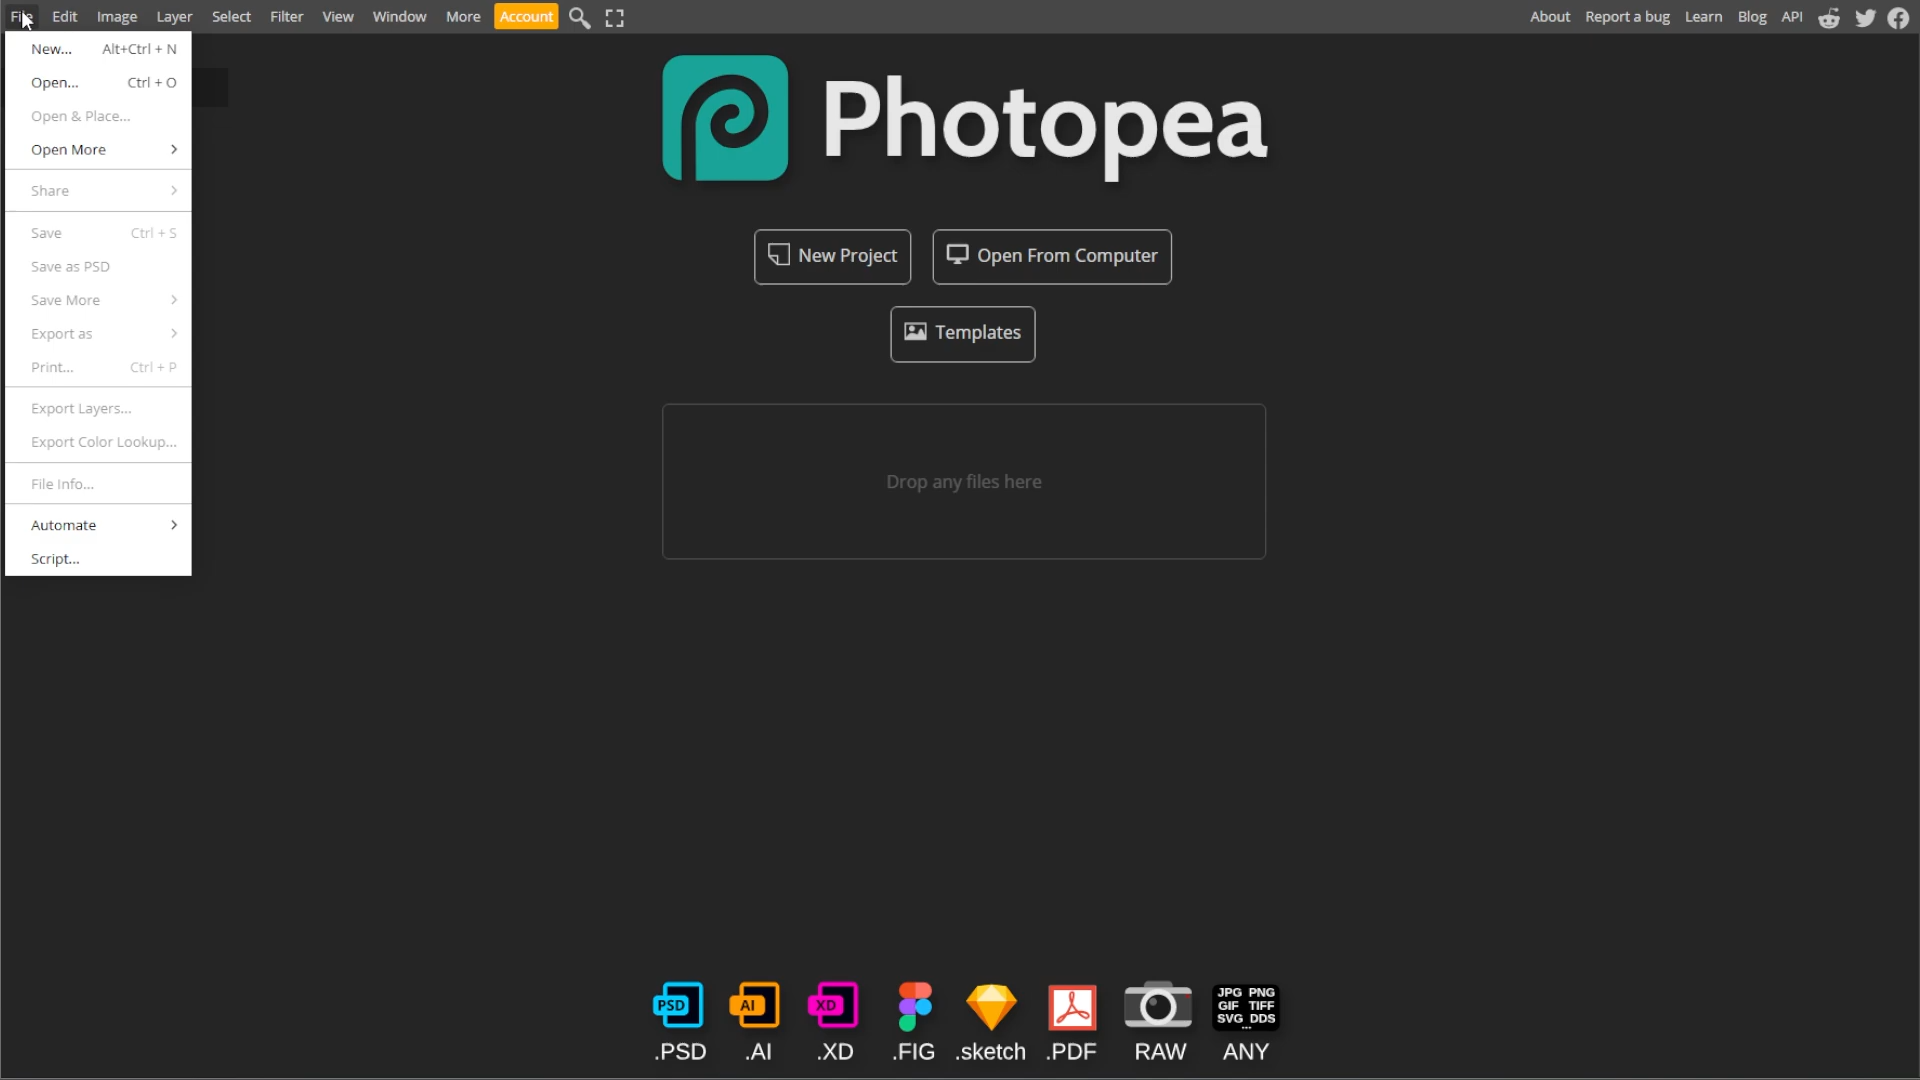 File Edit Image Layer Select Filter View Window More Account About Report a bug Learn Blog API
New... Alt+Ctrl + N
Open... Ctrl + O
Open & Place...
Open More >
Share >
Save Ctrl + S
Save as PSD
Save More >
Export as >
Print... Ctrl + P
Export Layers...
Export Color Lookup...
File Info...
Automate >
Script...
Photopea
New Project Open From Computer
Templates
Drop any files here
PSD AI XD JPG PNG
GIF TIFF
SVG DDS
...
.PSD .AI .XD .FIG .sketch .PDF RAW ANY